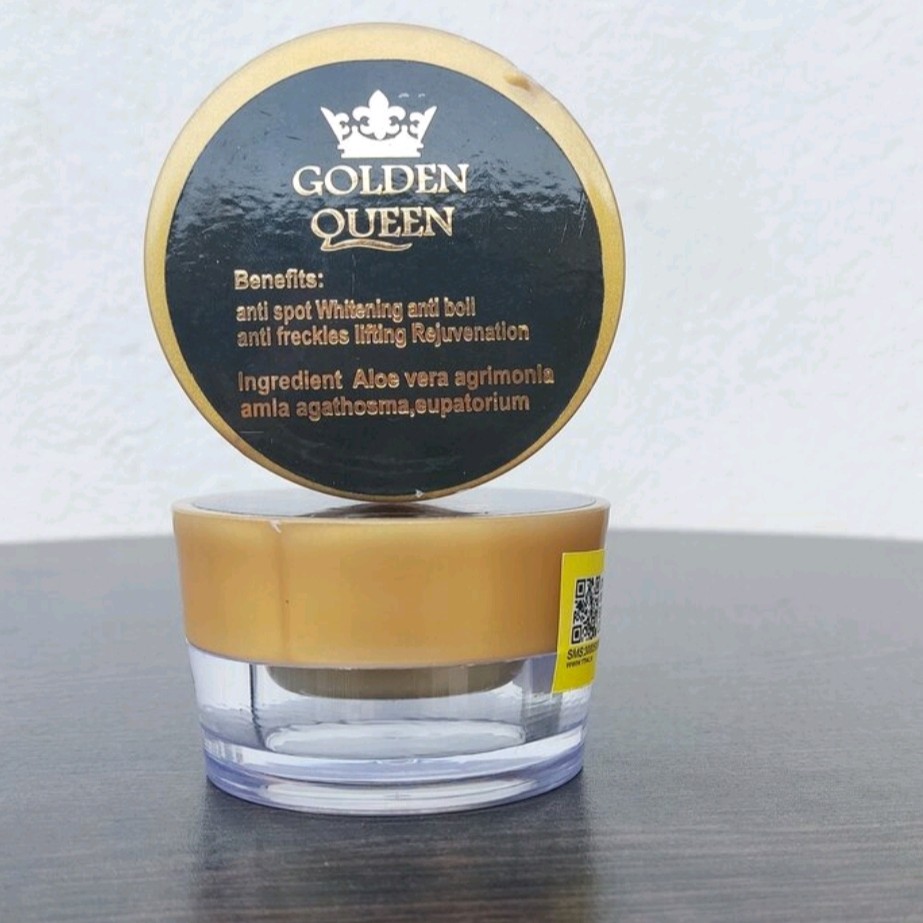 GOLDEN
QUEEN
Benefits:
anti spot Whitening anti boil
anti freckles lifting Rejuvenation
Ingredient Aloe vera agrimonia
amla agathosma,eupatorium